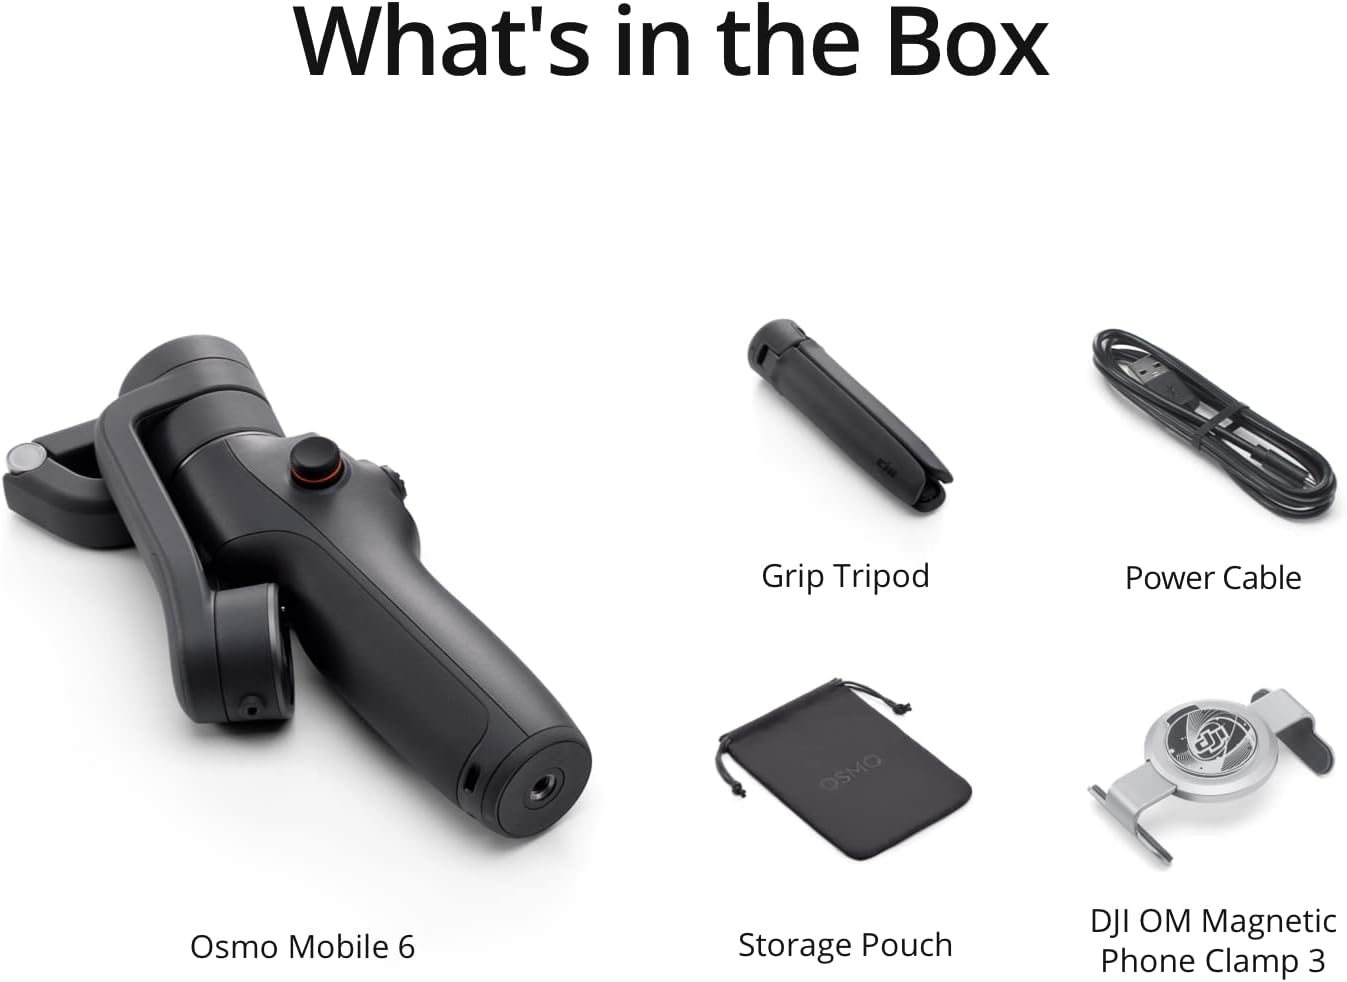 What's in the Box
Grip Tripod
Power Cable
OSMO
Osmo Mobile 6
Storage Pouch
DJI OM Magnetic
Phone Clamp 3